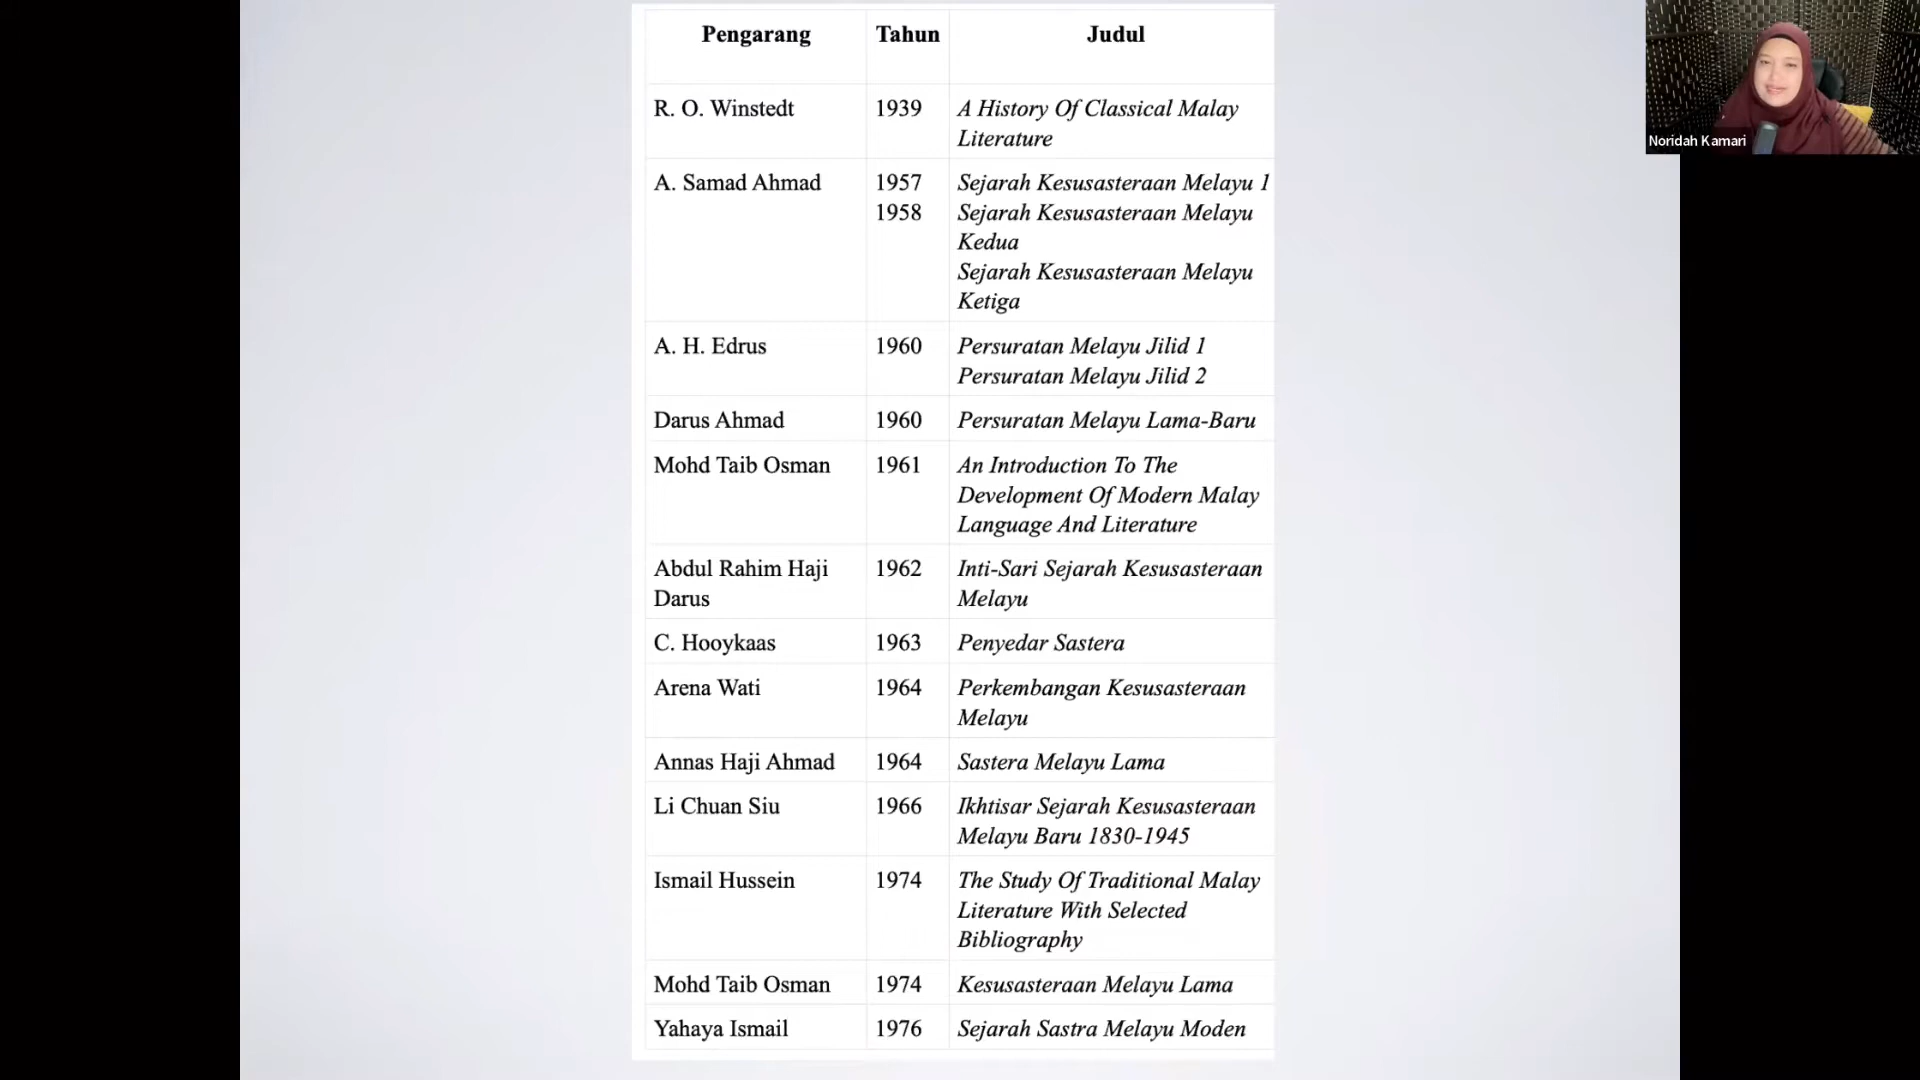 Pengarang Tahun Judul
R. O. Winstedt 1939 A History Of Classical Malay
Literature
A. Samad Ahmad 1957 Sejarah Kesusasteraan Melayu 1
1958 Sejarah Kesusasteraan Melayu
Kedua
Sejarah Kesusasteraan Melayu
Ketiga
A. H. Edrus 1960 Persuratan Melayu Jilid 1
Persuratan Melayu Jilid 2
Darus Ahmad 1960 Persuratan Melayu Lama-Baru
Mohd Taib Osman 1961 An Introduction To The
Development Of Modern Malay
Language And Literature
Abdul Rahim Haji 1962 Inti-Sari Sejarah Kesusasteraan
Darus Melayu
C. Hooykaas 1963 Penyedar Sastera
Arena Wati 1964 Perkembangan Kesusasteraan
Melayu
Annas Haji Ahmad 1964 Sastera Melayu Lama
Li Chuan Siu 1966 Ikhtisar Sejarah Kesusasteraan
Melayu Baru 1830-1945
Ismail Hussein 1974 The Study Of Traditional Malay
Literature With Selected
Bibliography
Mohd Taib Osman 1974 Kesusasteraan Melayu Lama
Yahaya Ismail 1976 Sejarah Sastra Melayu Moden
Noridah Kamari